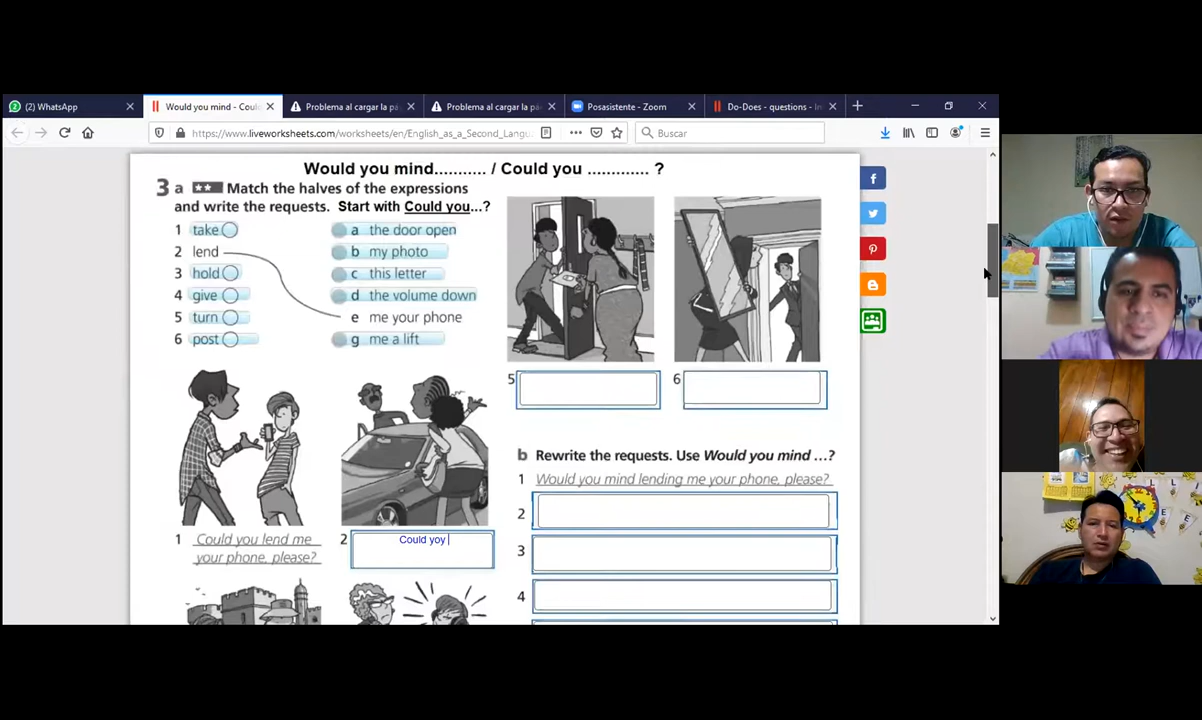 (2) WhatsApp
Would you mind - Coul
Problema al cargar la pá
Problema al cargar la pá
Posasistente - Zoom
Do-Does - questions - In
https://www.liveworksheets.com/worksheets/en/English_as_a_Second_Langu
Buscar
Would you mind.......... / Could you ............ ?
3 a ★★ Match the halves of the expressions
and write the requests. Start with Could you...?
1 take
2 lend
3 hold
4 give
5 turn
6 post
a the door open
b my photo
c this letter
d the volume down
e me your phone
g me a lift
1 Could you lend me
your phone, please?
2 Could yoy
5
6
b Rewrite the requests. Use Would you mind ...?
1 Would you mind lending me your phone, please?
2
3
4